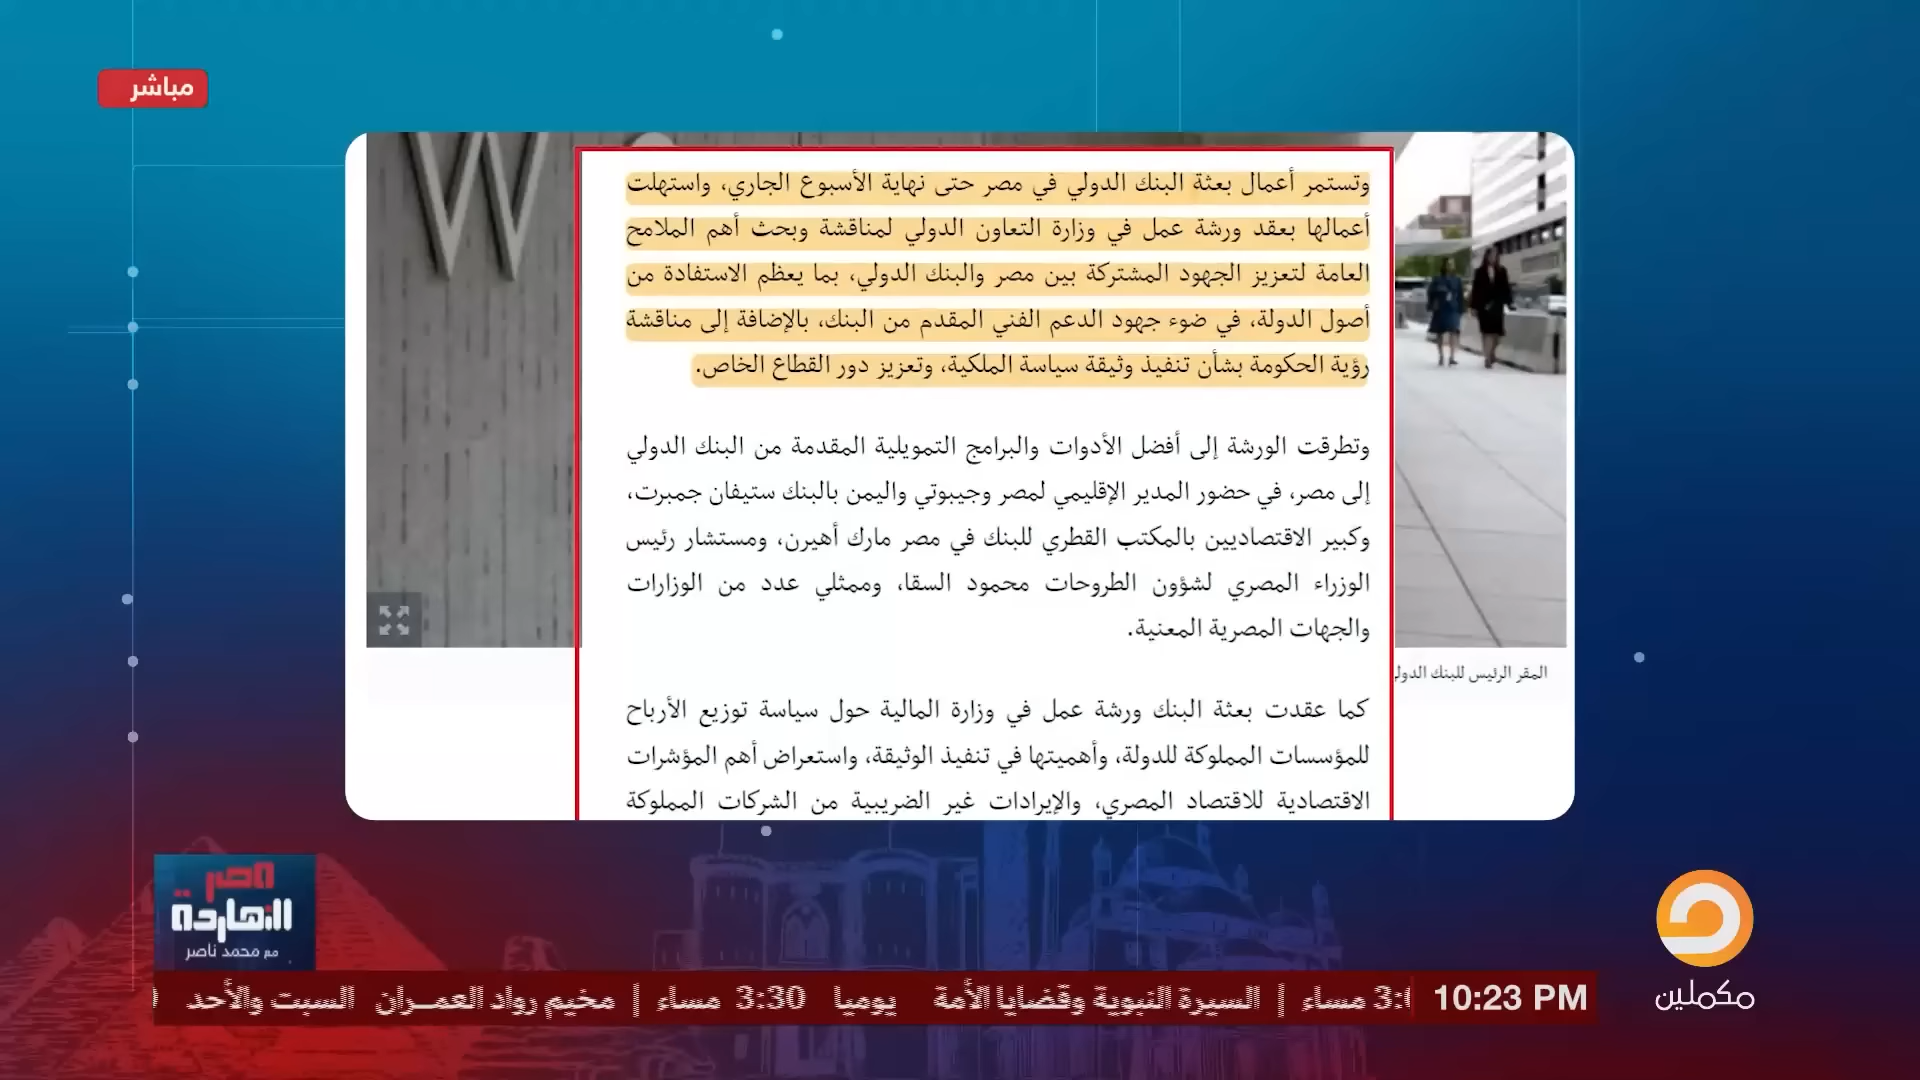 مباشر
W
وتستمر أعمال بعثة البنك الدولي في مصر حتى نهاية الأسبوع الجاري، واستهلت
أعمالها بعقد ورشة عمل في وزارة التعاون الدولي لمناقشة وبحث أهم الملامح
العامة لتعزيز الجهود المشتركة بين مصر والبنك الدولي، بما يعظم الاستفادة من
أصول الدولة، في ضوء جهود الدعم الفني المقدم من البنك، بالإضافة إلى مناقشة
رؤية الحكومة بشأن تنفيذ وثيقة سياسة الملكية، وتعزيز دور القطاع الخاص.
وتطرقت الورشة إلى أفضل الأدوات والبرامج التمويلية المقدمة من البنك الدولي
إلى مصر، في حضور المدير الإقليمي لمصر وجيبوتي واليمن بالبنك ستيفان جمبرت،
وكبير الاقتصاديين بالمكتب القطري للبنك في مصر مارك أهيرن، ومستشار رئيس
الوزراء المصري لشؤون الطروحات محمود السقا، وممثلي عدد من الوزارات
والجهات المصرية المعنية.
المقر الرئيس للبنك الدولي
كما عقدت بعثة البنك ورشة عمل في وزارة المالية حول سياسة توزيع الأرباح
للمؤسسات المملوكة للدولة، وأهميتها في تنفيذ الوثيقة، واستعراض أهم المؤشرات
الاقتصادية للاقتصاد المصري، والإيرادات غير الضريبية من الشركات المملوكة
مصر
النهاردة
مع محمد ناصر
مكملين
10:23 PM
مساء | السيرة النبوية وقضايا الأمة يوميا 3:30 مساء | مخيم رواد العمـران السبت والأحد